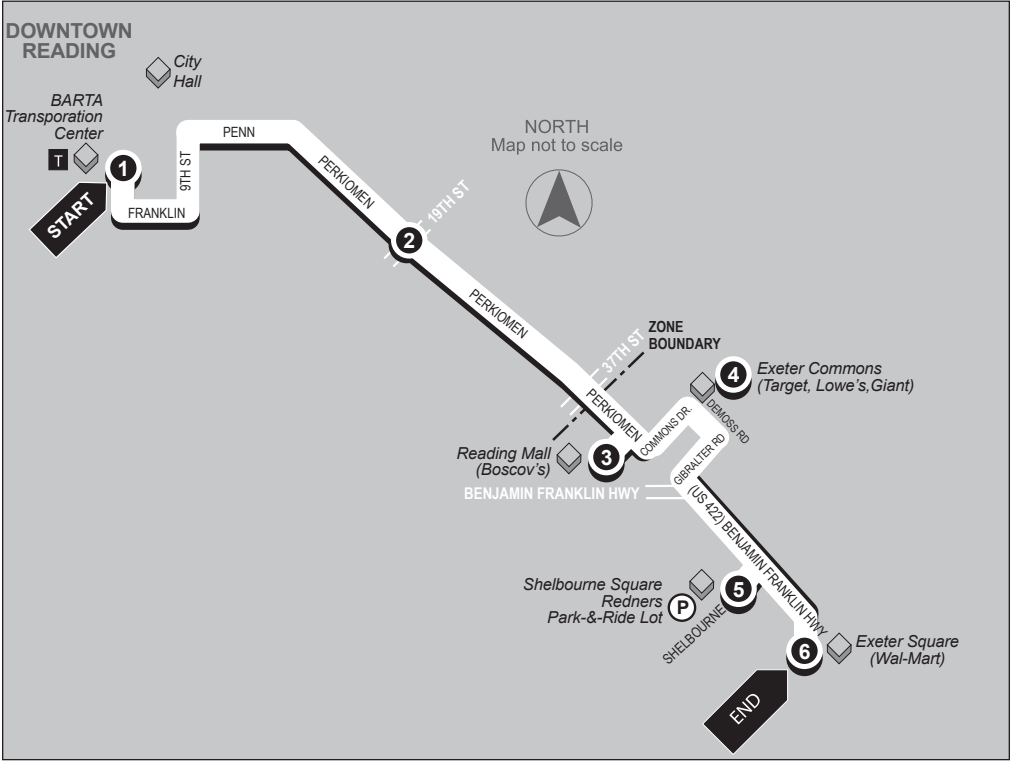 DOWNTOWN
READING
City
Hall
BARTA
Transporation
Center
T
1
START
FRANKLIN
9TH ST
PENN
PERKIOMEN
NORTH
Map not to scale
19TH ST
2
PERKIOMEN
37TH ST
ZONE
BOUNDARY
PERKIOMEN
4
Exeter Commons
(Target, Lowe's,Giant)
COMMONS DR.
DEMOSS RD
GIBRALTER RD
Reading Mall
(Boscov's)
3
BENJAMIN FRANKLIN HWY
(US 422) BENJAMIN FRANKLIN HWY
Shelbourne Square
Redners
Park-&-Ride Lot
P
5
SHELBOURNE
6
Exeter Square
(Wal-Mart)
END